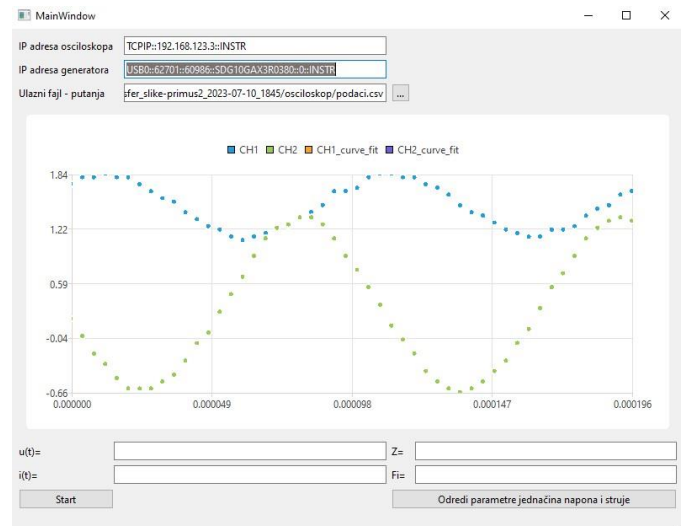 MainWindow
IP adresa osciloskopa TCPIP::192.168.123.3::INSTR
IP adresa generatora USB0::62701::60986::SDG10GAX3R0380::0::INSTR
Ulazni fajl - putanja sfer_slike-primus2_2023-07-10_1845/osciloskop/podaci.csv ...
CH1 CH2 CH1_curve_fit CH2_curve_fit
1.84
1.22
0.59
-0.04
-0.66
0.000000 0.000049 0.000098 0.000147 0.000196
u(t)= Z=
i(t)= Fi=
Start Odredi parametre jednačina napona i struje